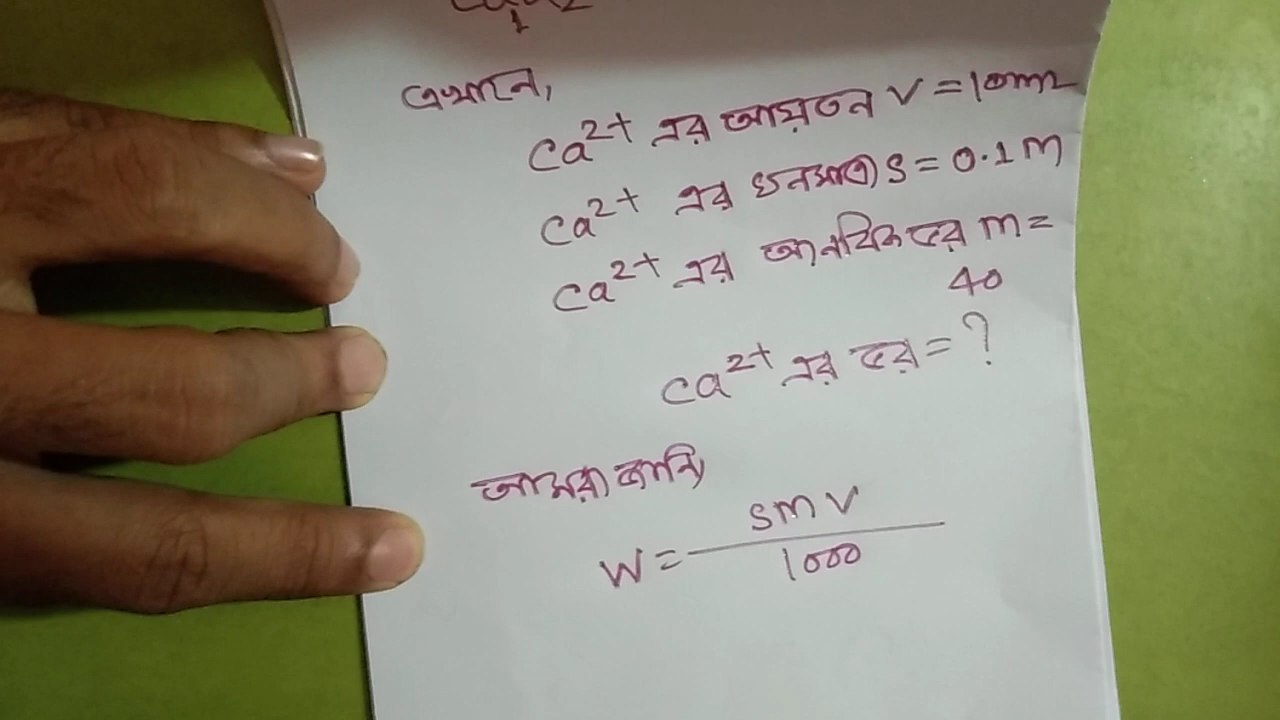 এখানে,
Ca2+ এর আয়তন V = 10mL
Ca2+ এর ঘনমাত্রা S = 0.1 M
Ca2+ এর আনবিক ভর m =
40
Ca2+ এর ভর = ?
আমরা জানি,
W = SMV
1000